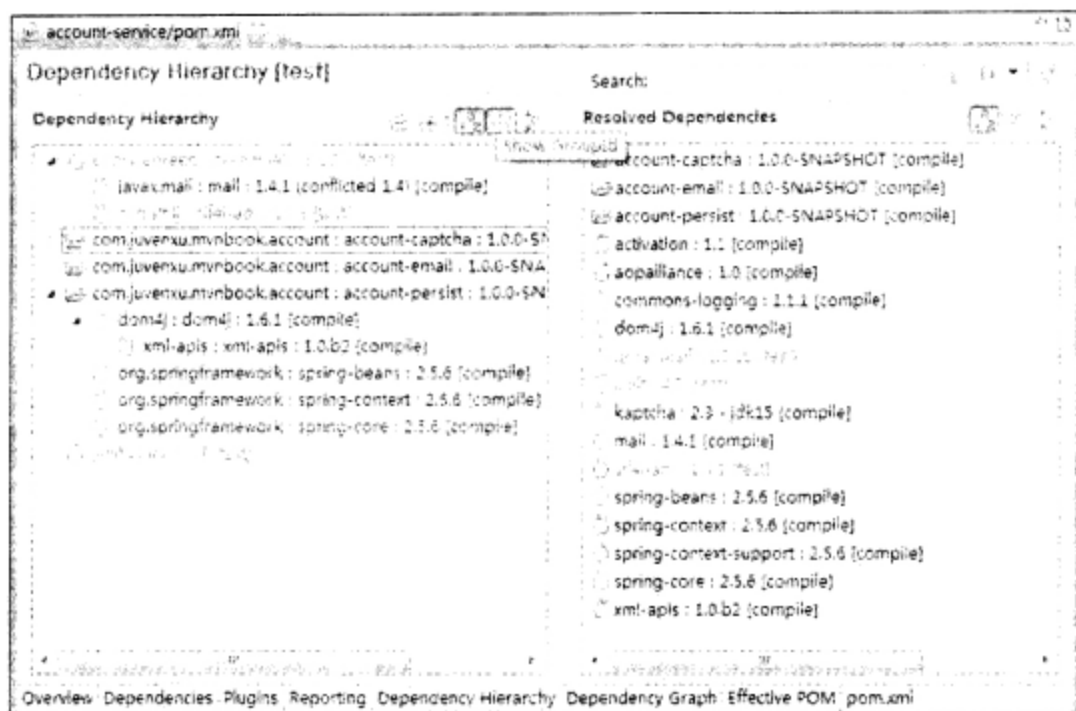 account-service/pom.xml
Dependency Hierarchy [test]
Search:
Dependency Hierarchy
Show GroupId
javax.mail : mail : 1.4.1 (conflicted 1.4) [compile]
com.juvenxu.mvnbook.account : account-captcha : 1.0.0-SN
com.juvenxu.mvnbook.account : account-email : 1.0.0-SNA
com.juvenxu.mvnbook.account : account-persist : 1.0.0-SN
dom4j : dom4j : 1.6.1 [compile]
xml-apis : xml-apis : 1.0.b2 [compile]
org.springframework : spring-beans : 2.5.6 [compile]
org.springframework : spring-context : 2.5.6 [compile]
org.springframework : spring-core : 2.5.6 [compile]
Resolved Dependencies
account-captcha : 1.0.0-SNAPSHOT [compile]
account-email : 1.0.0-SNAPSHOT [compile]
account-persist : 1.0.0-SNAPSHOT [compile]
activation : 1.1 [compile]
aopalliance : 1.0 [compile]
commons-logging : 1.1.1 [compile]
dom4j : 1.6.1 [compile]
kaptcha : 2.3 - jdk15 [compile]
mail : 1.4.1 [compile]
spring-beans : 2.5.6 [compile]
spring-context : 2.5.6 [compile]
spring-context-support : 2.5.6 [compile]
spring-core : 2.5.6 [compile]
xml-apis : 1.0.b2 [compile]
Overview Dependencies Plugins Reporting Dependency Hierarchy Dependency Graph Effective POM pom.xml